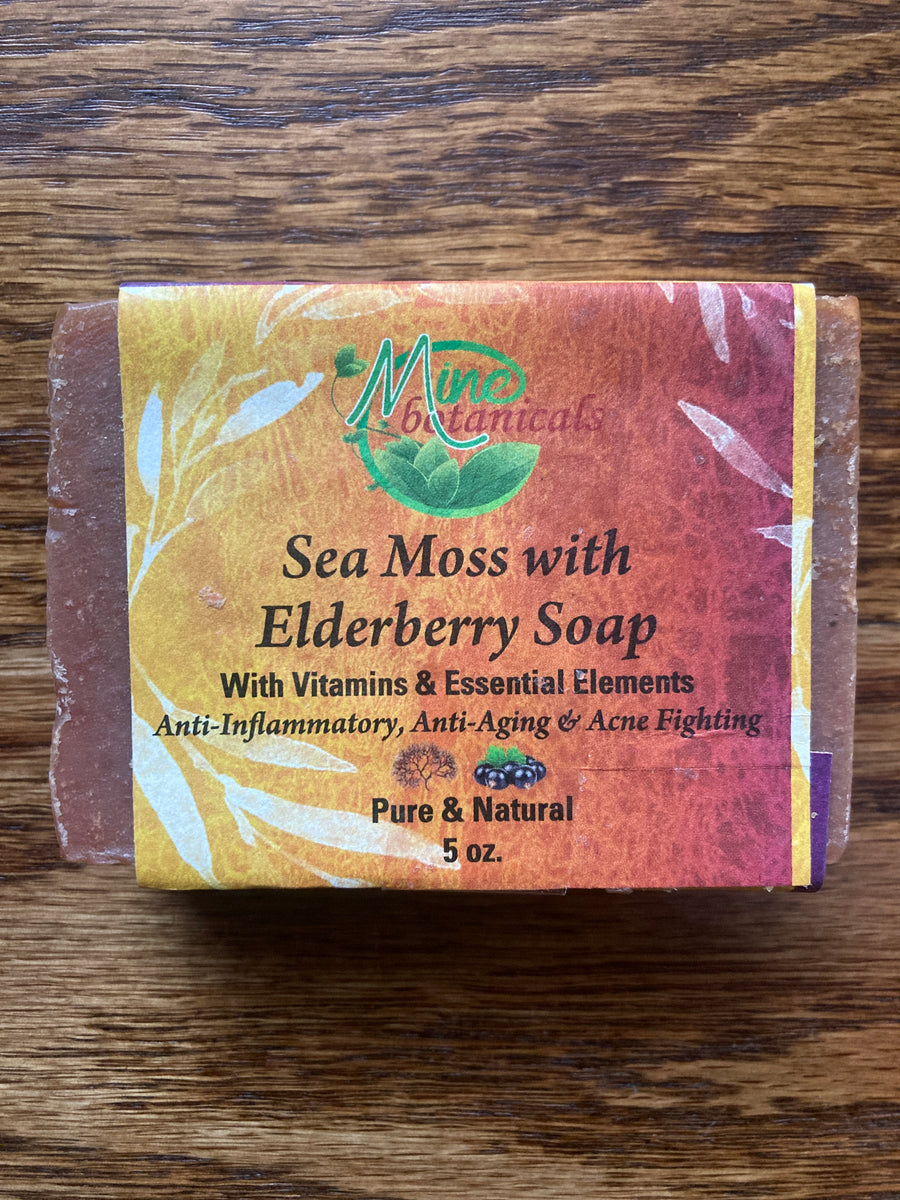 Mine
botanicals
Sea Moss with
Elderberry Soap
With Vitamins & Essential Elements
Anti-Inflammatory, Anti-Aging & Acne Fighting
Pure & Natural
5 oz.